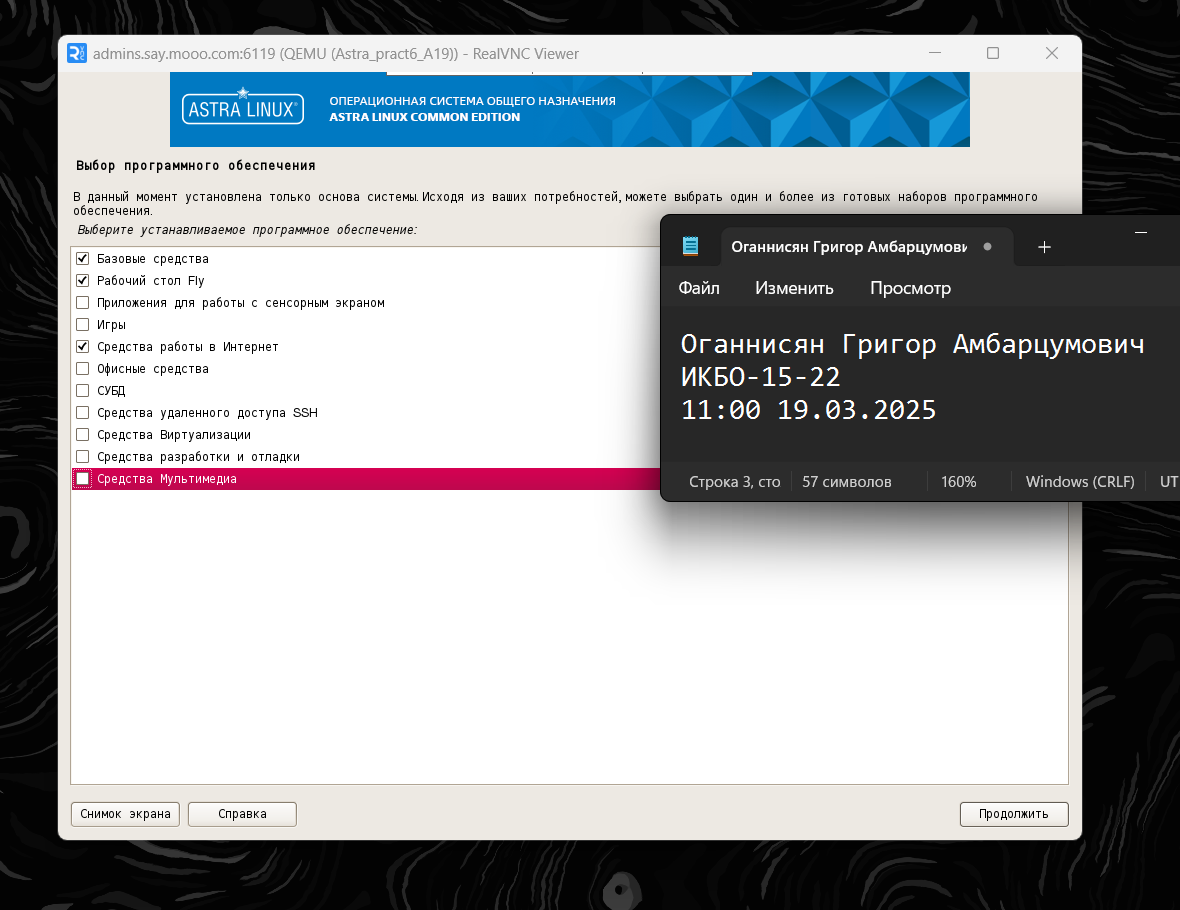 admins.say.mooo.com:6119 (QEMU (Astra_pract6_A19)) - RealVNC Viewer
ASTRA LINUX®
ОПЕРАЦИОННАЯ СИСТЕМА ОБЩЕГО НАЗНАЧЕНИЯ
ASTRA LINUX COMMON EDITION
Выбор программного обеспечения
В данный момент установлена только основа системы. Исходя из ваших потребностей, можете выбрать один и более из готовых наборов программного
обеспечения.
Выберите устанавливаемое программное обеспечение:
Базовые средства
Рабочий стол Fly
Приложения для работы с сенсорным экраном
Игры
Средства работы в Интернет
Офисные средства
СУБД
Средства удаленного доступа SSH
Средства Виртуализации
Средства разработки и отладки
Средства Мультимедиа
Снимок экрана
Справка
Продолжить
Оганнисян Григор Амбарцумови
Файл Изменить Просмотр
Оганнисян Григор Амбарцумович
ИКБО-15-22
11:00 19.03.2025
Строка 3, сто 57 символов 160% Windows (CRLF) UT